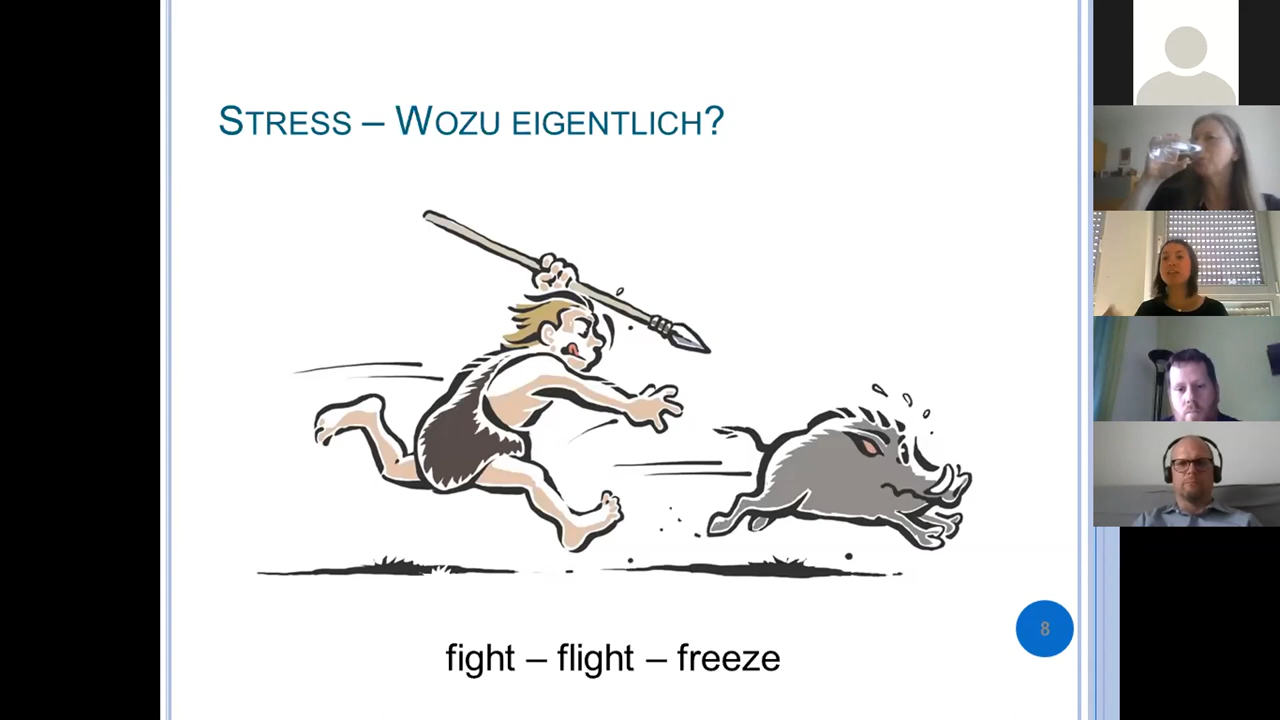 STRESS – WOZU EIGENTLICH?
8
fight – flight – freeze